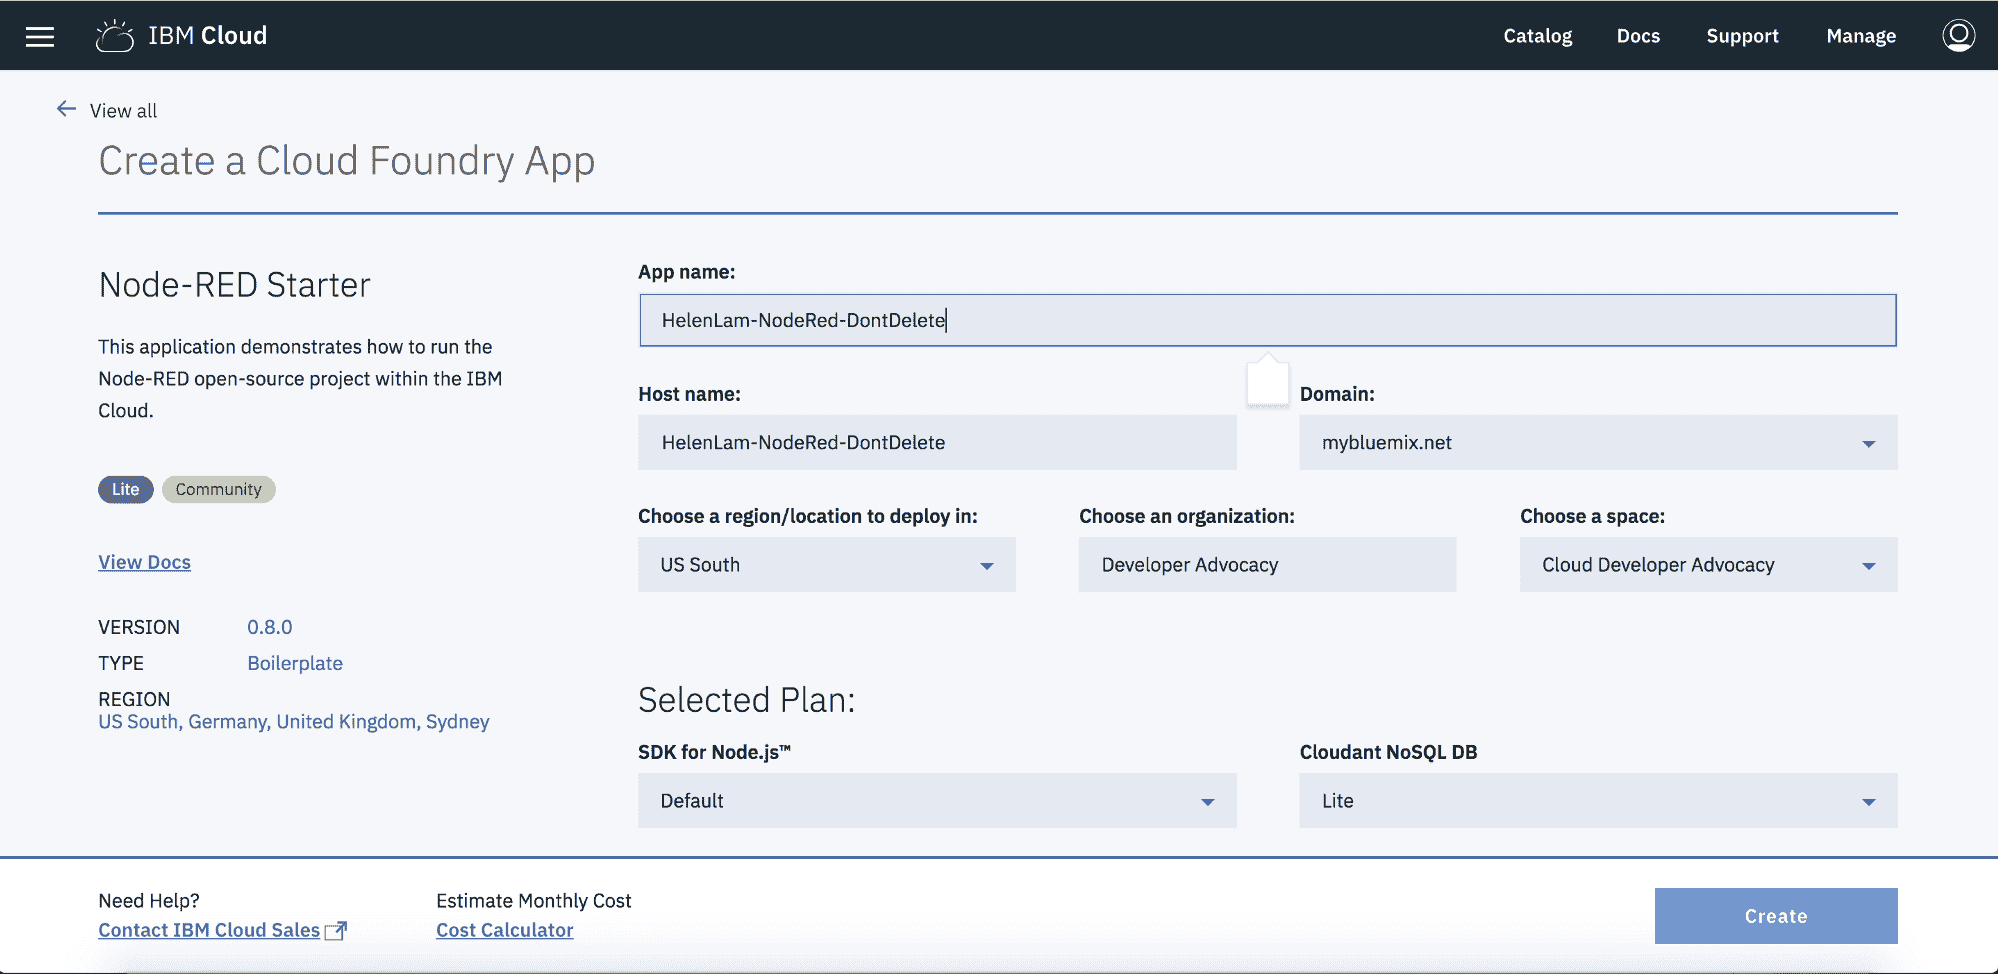 IBM Cloud
Catalog Docs Support Manage
View all
Create a Cloud Foundry App
Node-RED Starter
This application demonstrates how to run the
Node-RED open-source project within the IBM
Cloud.
Lite Community
View Docs
VERSION 0.8.0
TYPE Boilerplate
REGION
US South, Germany, United Kingdom, Sydney
App name:
HelenLam-NodeRed-DontDelete
Host name:
HelenLam-NodeRed-DontDelete
Domain:
mybluemix.net
Choose a region/location to deploy in:
US South
Choose an organization:
Developer Advocacy
Choose a space:
Cloud Developer Advocacy
Selected Plan:
SDK for Node.js™
Default
Cloudant NoSQL DB
Lite
Need Help?
Contact IBM Cloud Sales
Estimate Monthly Cost
Cost Calculator
Create